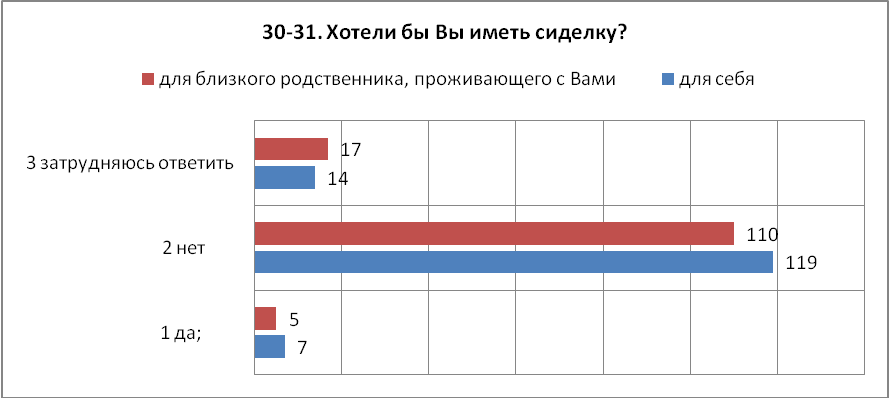 30-31. Хотели бы Вы иметь сиделку?
для близкого родственника, проживающего с Вами для себя
3 затрудняюсь ответить
17
14
2 нет
110
119
1 да;
5
7